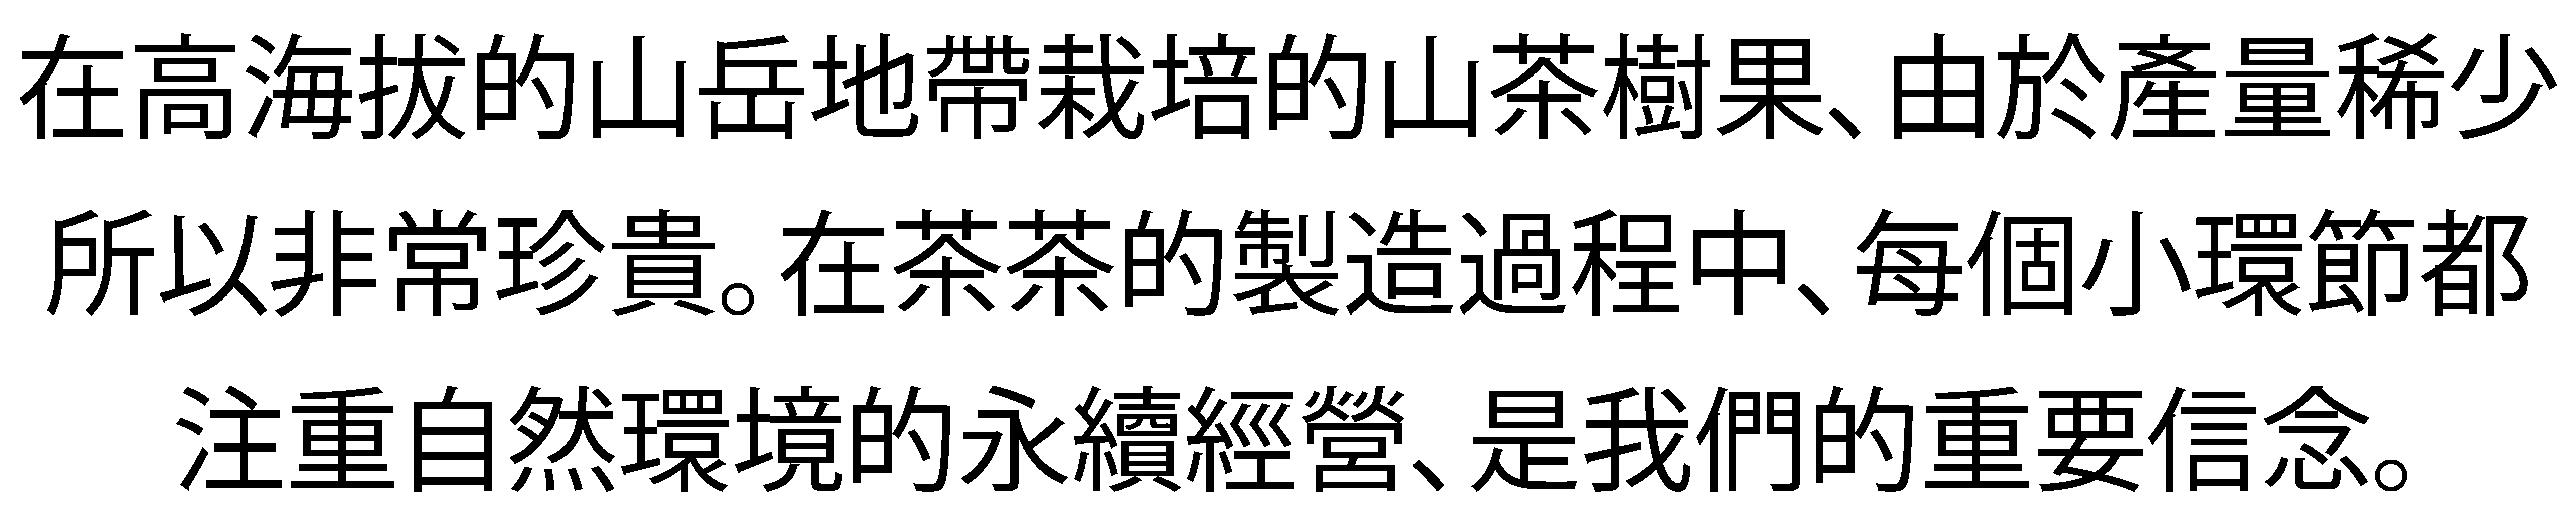 在高海拔的山岳地帶栽培的山茶樹果、由於產量稀少
所以非常珍貴。在茶茶的製造過程中、每個小環節都
注重自然環境的永續經營、是我們的重要信念。